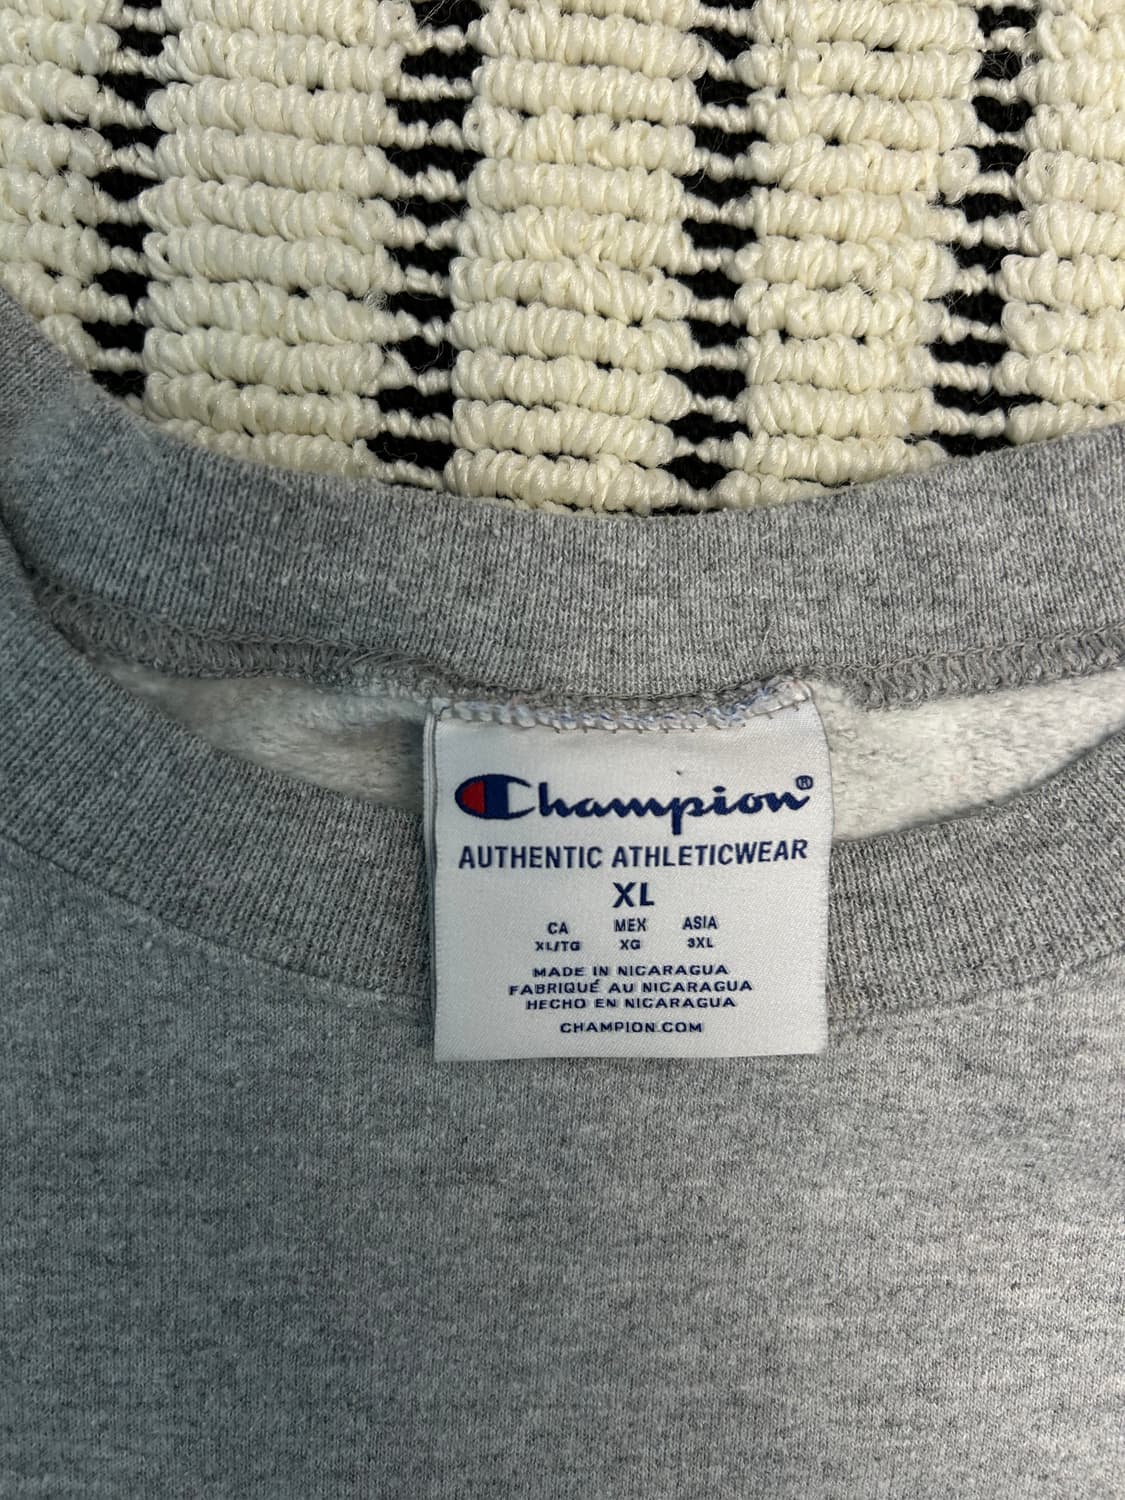 Champion®
AUTHENTIC ATHLETICWEAR
XL
CA MEX ASIA
XL/TG XG 3XL
MADE IN NICARAGUA
FABRIQUÉ AU NICARAGUA
HECHO EN NICARAGUA
CHAMPION.COM